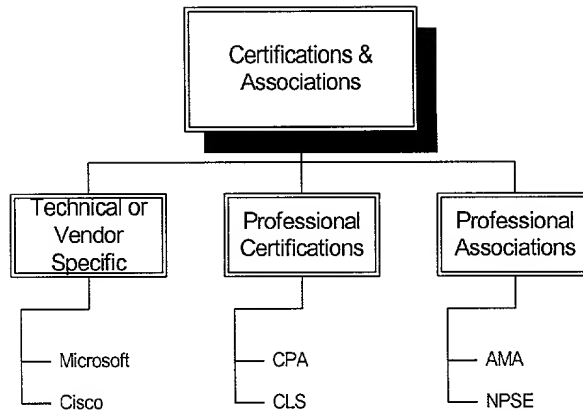 Certifications &
Associations
Technical or
Vendor
Specific
Professional
Certifications
Professional
Associations
Microsoft
Cisco
CPA
CLS
AMA
NPSE